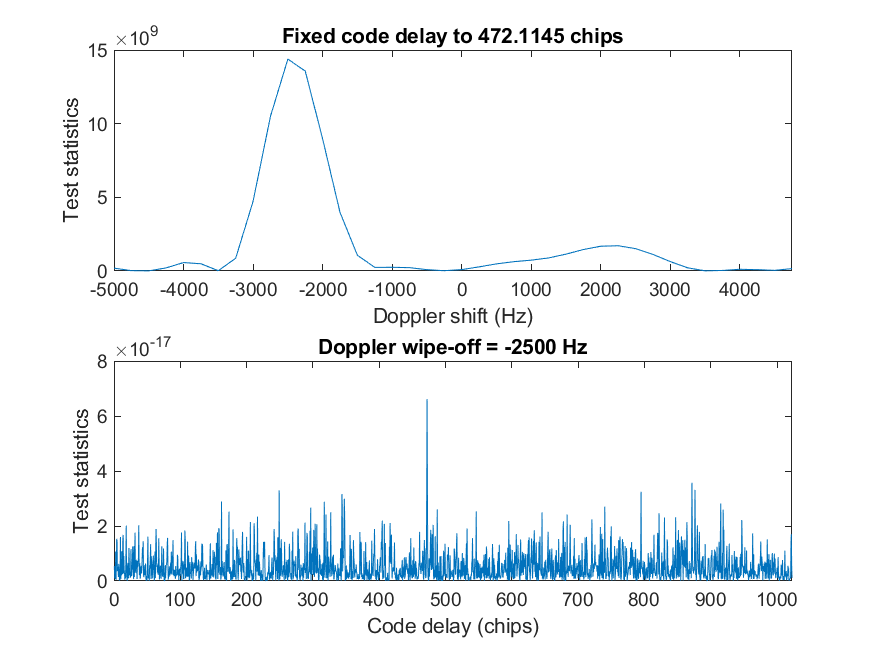 Fixed code delay to 472.1145 chips
×10^9
15
10
5
0
Test statistics
-5000 -4000 -3000 -2000 -1000 0 1000 2000 3000 4000
Doppler shift (Hz)
Doppler wipe-off = -2500 Hz
×10^-17
8
6
4
2
0
Test statistics
0 100 200 300 400 500 600 700 800 900 1000
Code delay (chips)